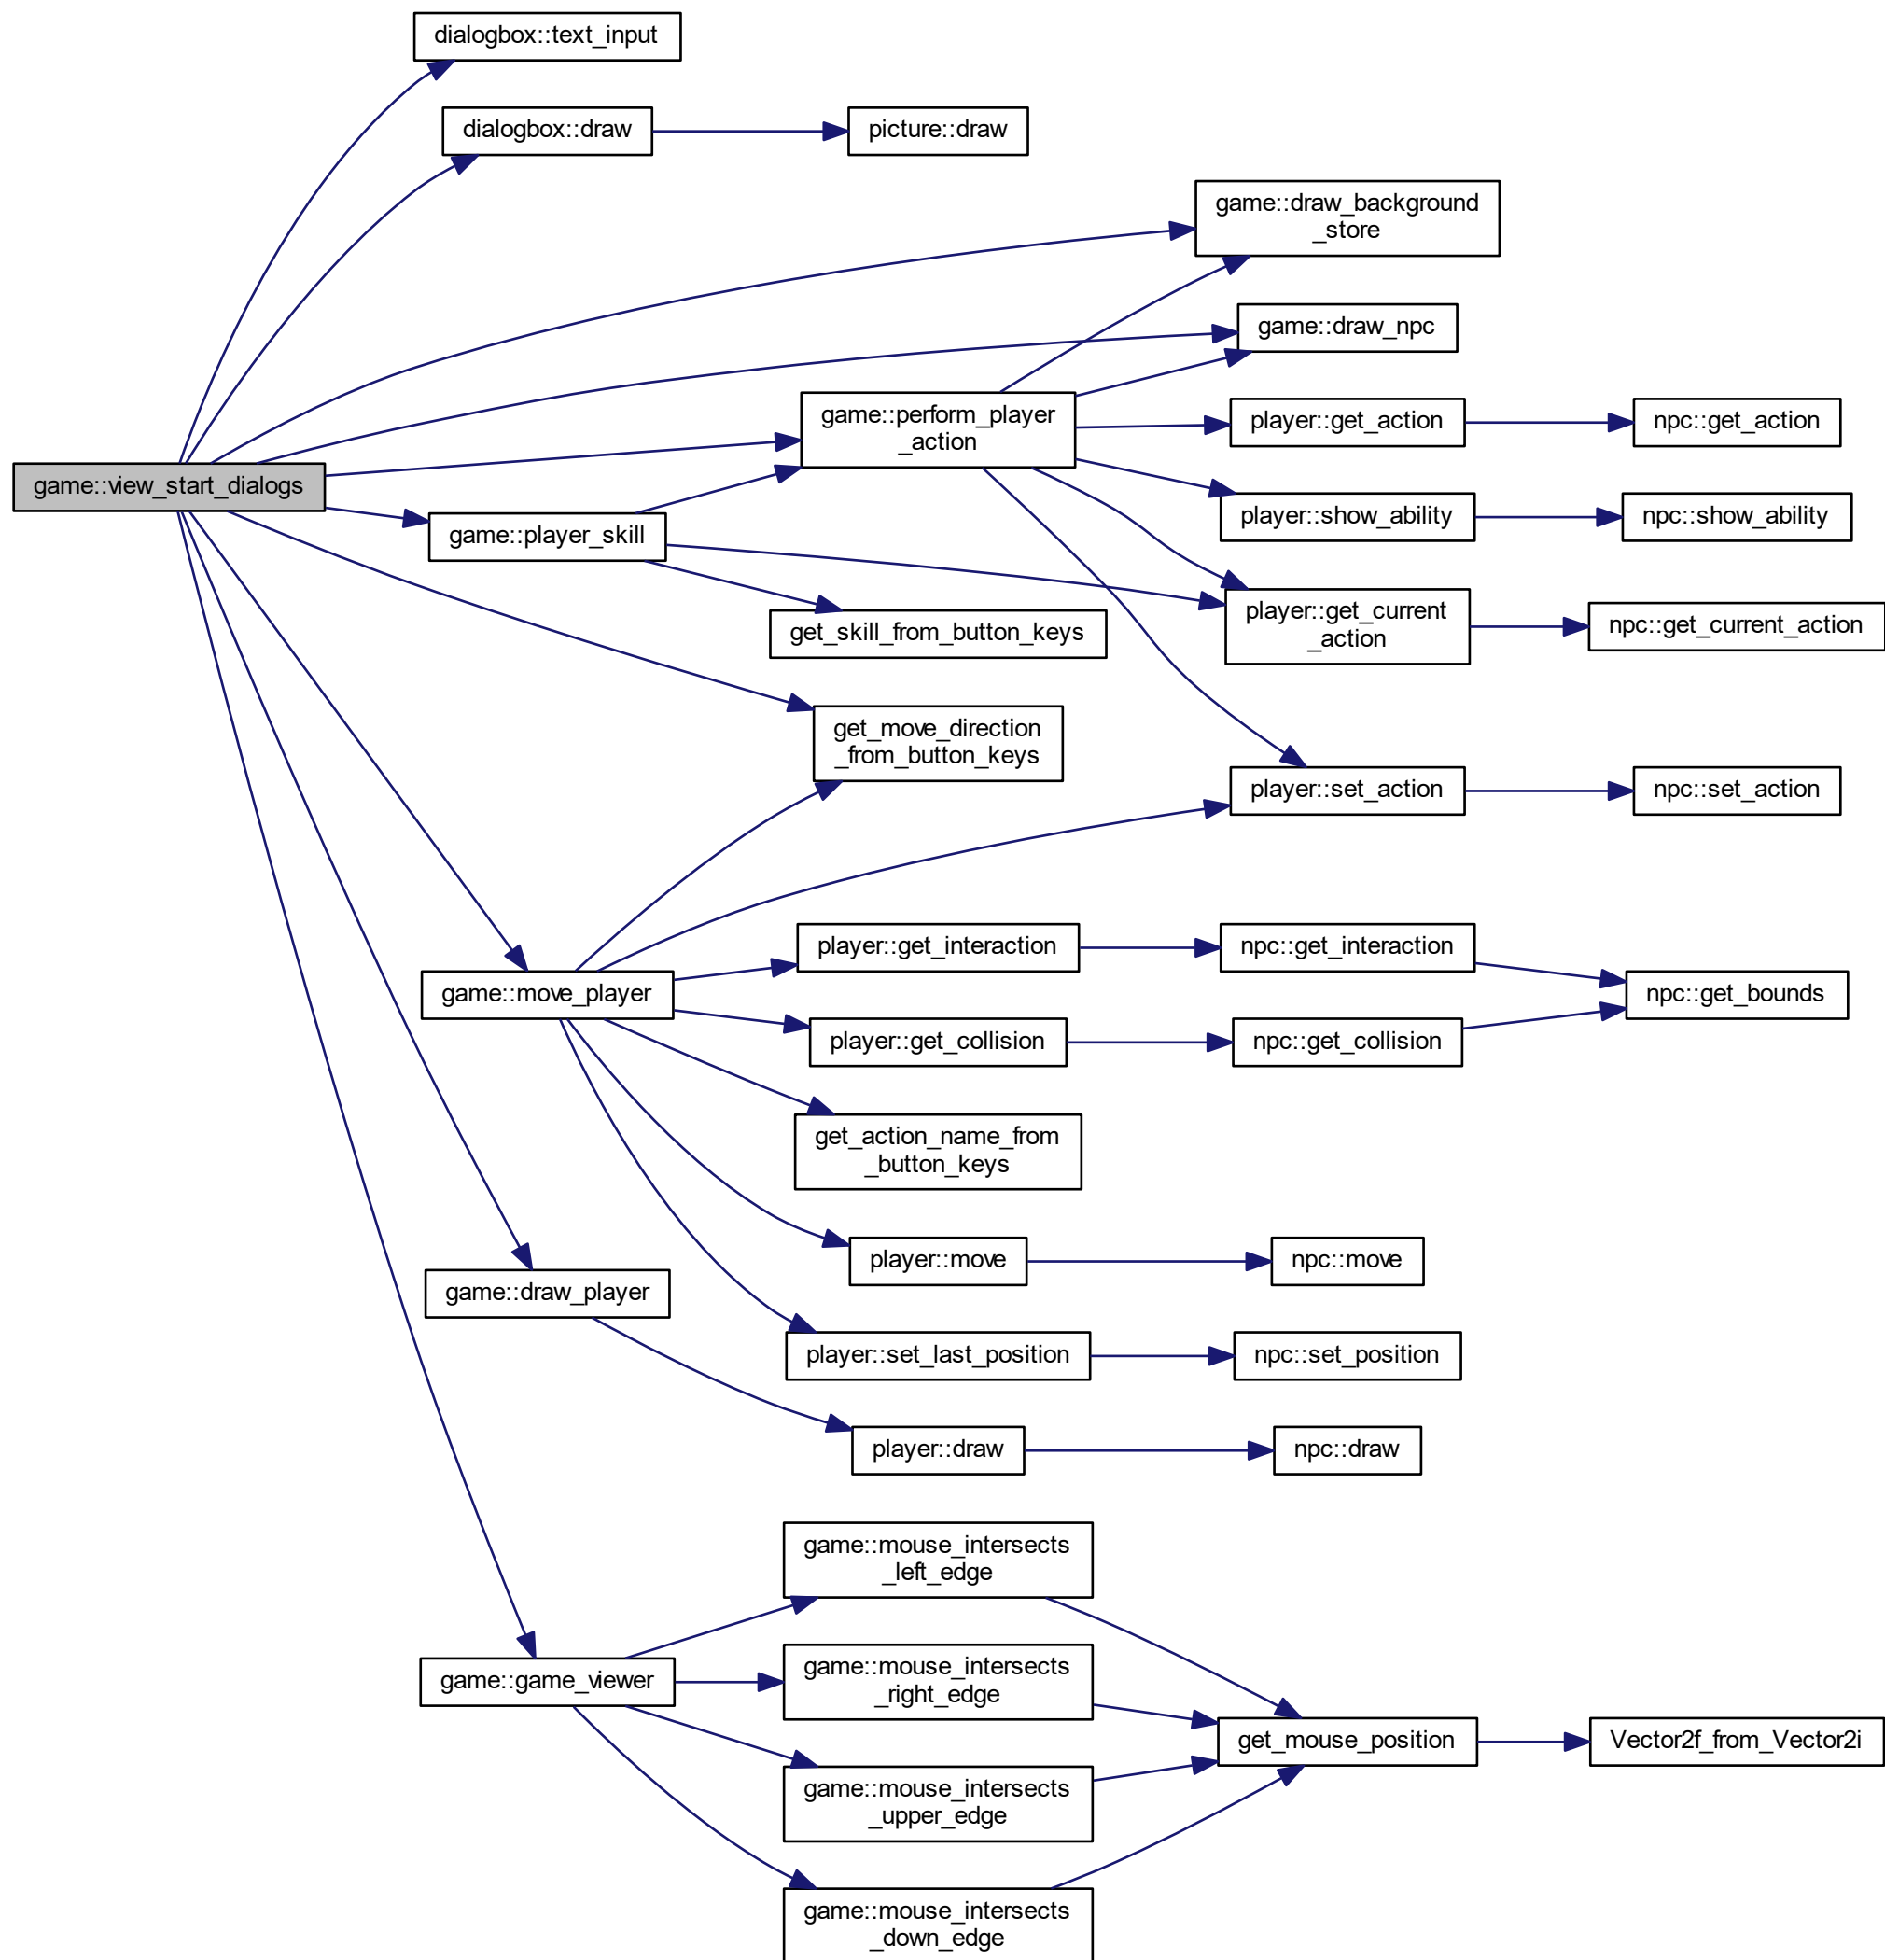 dialogbox::text_input
dialogbox::draw
picture::draw
game::draw_background
_store
game::draw_npc
game::perform_player
_action
player::get_action
npc::get_action
game::view_start_dialogs
player::show_ability
npc::show_ability
game::player_skill
player::get_current
_action
npc::get_current_action
get_skill_from_button_keys
get_move_direction
_from_button_keys
player::set_action
npc::set_action
player::get_interaction
npc::get_interaction
game::move_player
npc::get_bounds
player::get_collision
npc::get_collision
get_action_name_from
_button_keys
player::move
npc::move
game::draw_player
player::set_last_position
npc::set_position
player::draw
npc::draw
game::mouse_intersects
_left_edge
game::game_viewer
game::mouse_intersects
_right_edge
get_mouse_position
Vector2f_from_Vector2i
game::mouse_intersects
_upper_edge
game::mouse_intersects
_down_edge